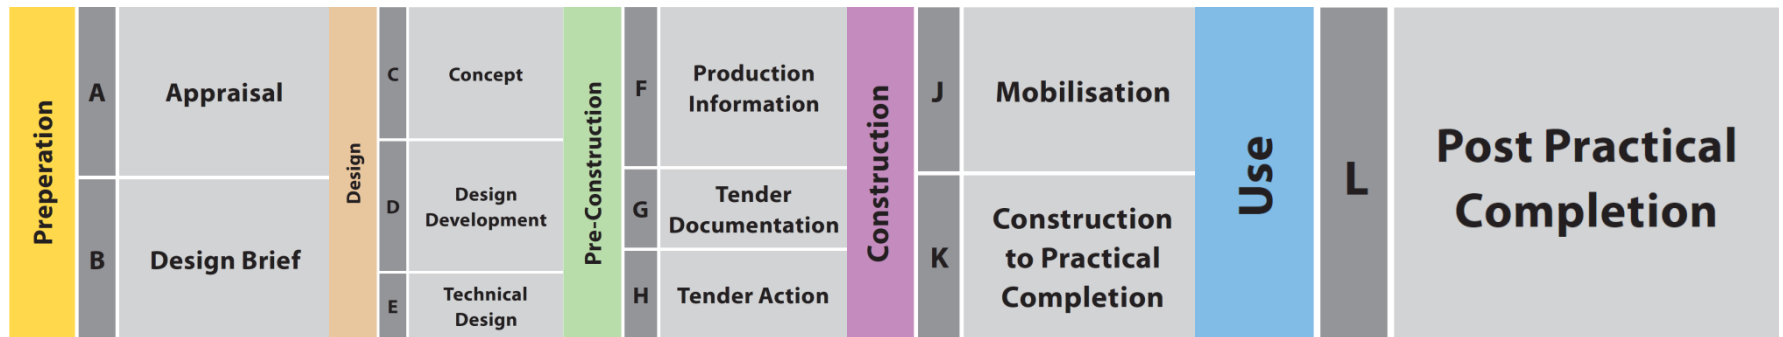 Preperation
A
Appraisal
B
Design Brief
Design
C
Concept
D
Design
Development
E
Technical
Design
Pre-Construction
F
Production
Information
G
Tender
Documentation
H
Tender Action
Construction
J
Mobilisation
K
Construction
to Practical
Completion
Use
L
Post Practical
Completion